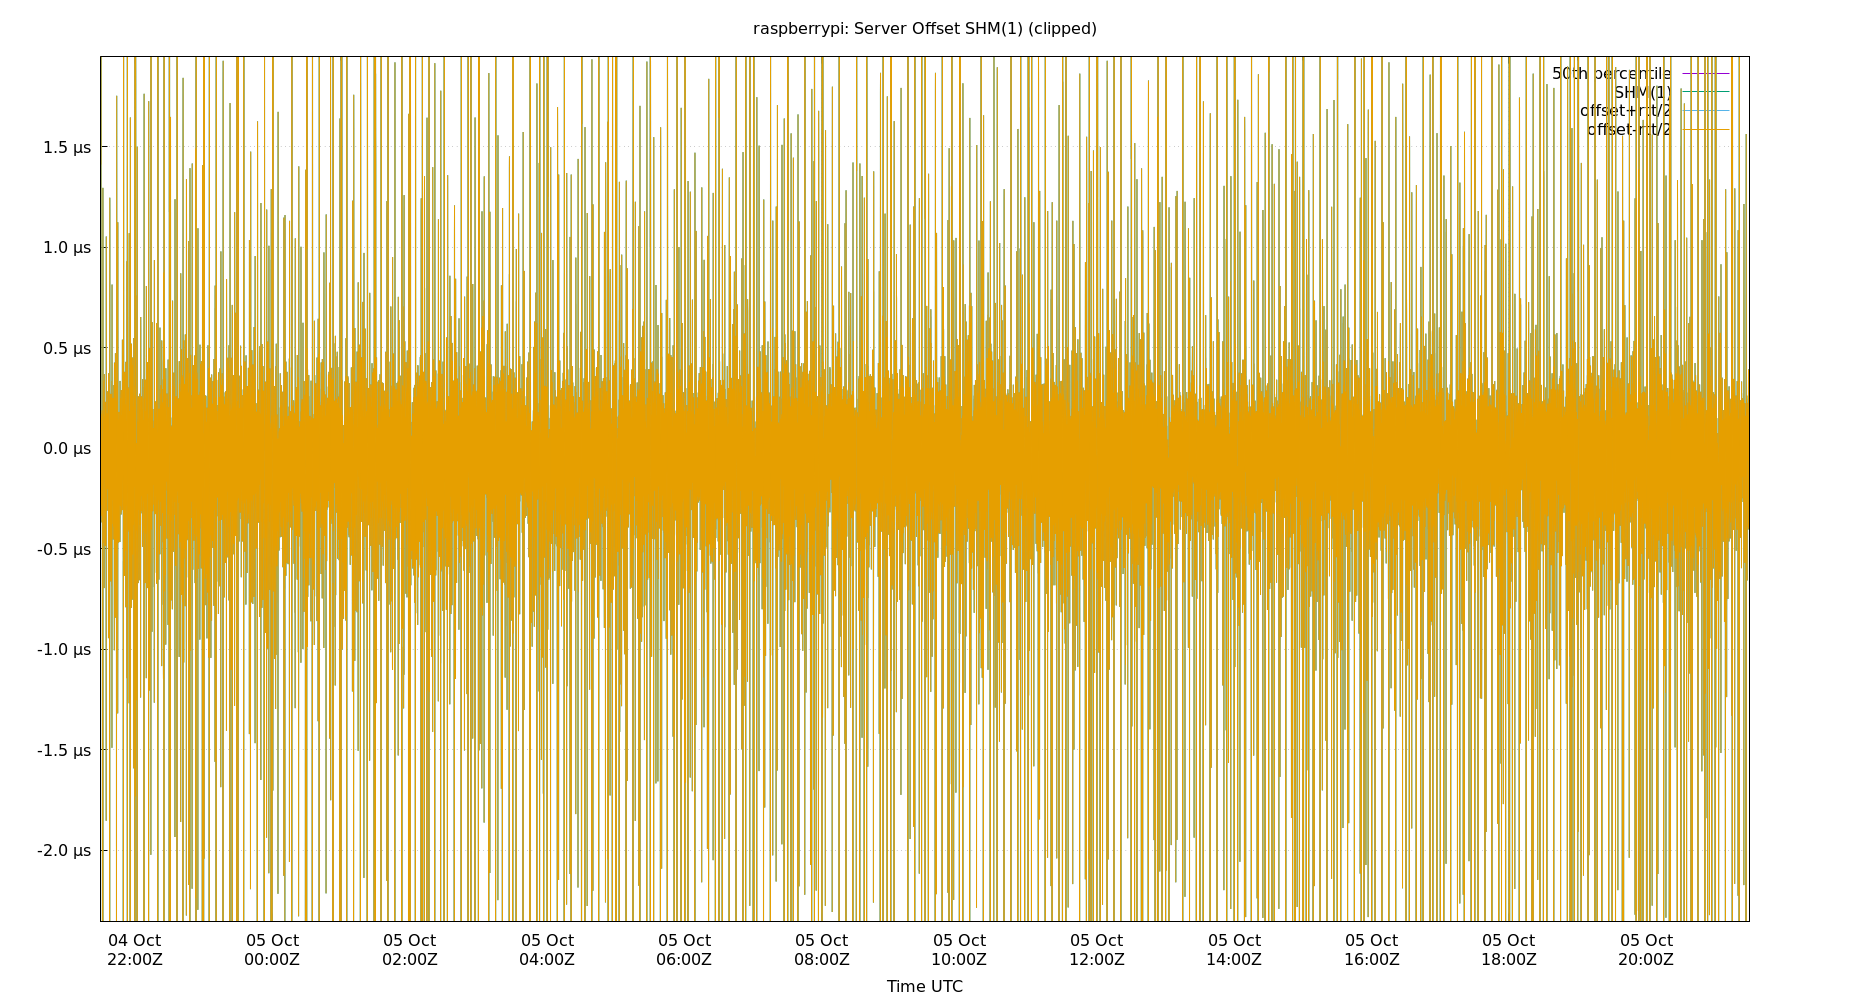 raspberrypi: Server Offset SHM(1) (clipped)
50th percentile
SHM(1)
offset+rtt/2
offset-rtt/2
1.5 µs
1.0 µs
0.5 µs
0.0 µs
-0.5 µs
-1.0 µs
-1.5 µs
-2.0 µs
04 Oct 05 Oct 05 Oct 05 Oct 05 Oct 05 Oct 05 Oct 05 Oct 05 Oct 05 Oct 05 Oct 05 Oct
22:00Z 00:00Z 02:00Z 04:00Z 06:00Z 08:00Z 10:00Z 12:00Z 14:00Z 16:00Z 18:00Z 20:00Z
Time UTC